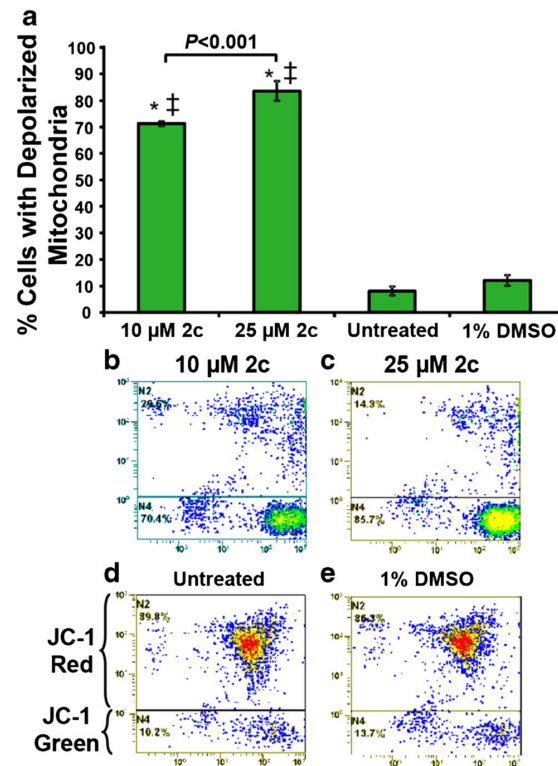 a
P<0.001
* ‡
* ‡
% Cells with Depolarized
Mitochondria
100
90
80
70
60
50
40
30
20
10
0
10 µM 2c
25 µM 2c
Untreated
1% DMSO
b
10 µM 2c
N2
29.6%
N4
70.4%
c
25 µM 2c
N2
14.3%
N4
85.7%
d
Untreated
N2
89.8%
N4
10.2%
e
1% DMSO
N2
86.3%
N4
13.7%
JC-1
Red
JC-1
Green